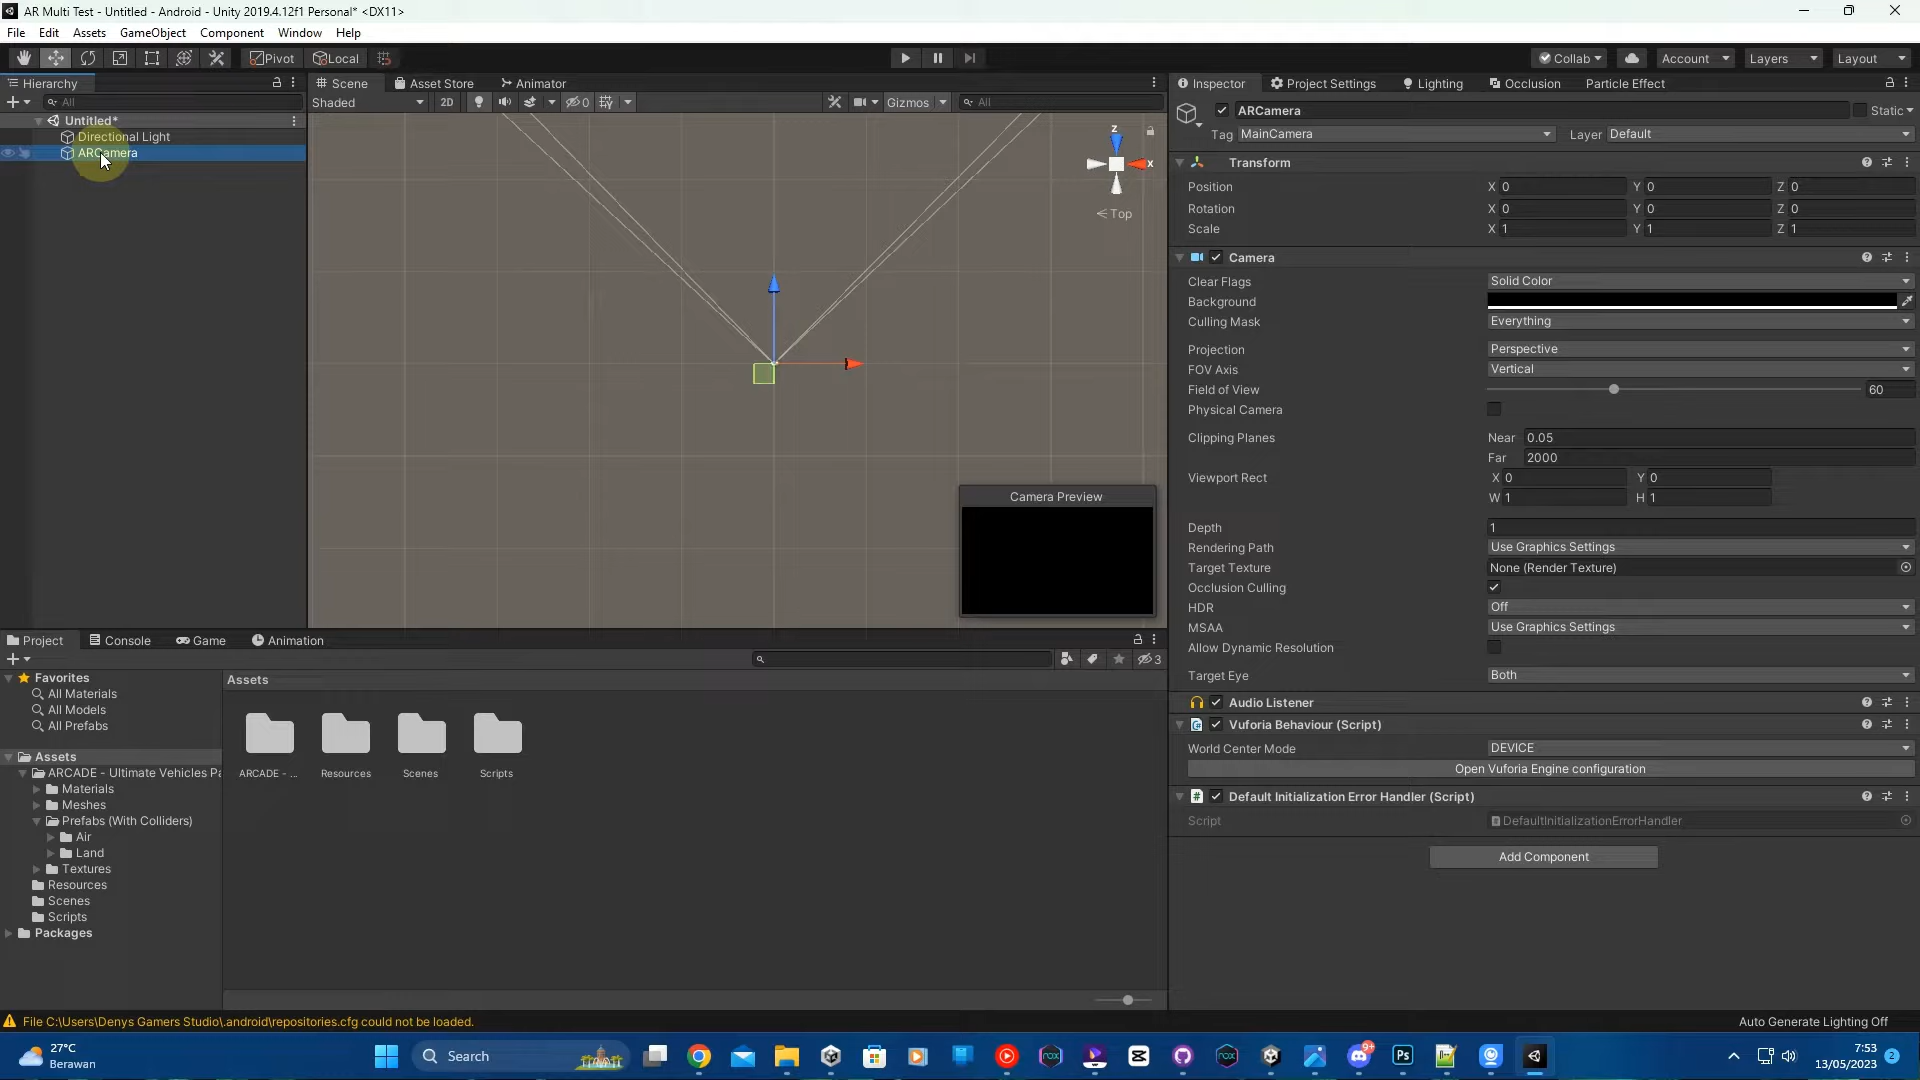 AR Multi Test - Untitled - Android - Unity 2019.4.12f1 Personal* <DX11>
File Edit Assets GameObject Component Window Help
Pivot Local Collab Account Layers Layout
Hierarchy Scene Asset Store Animator Inspector Project Settings Lighting Occlusion Particle Effect
All Shaded 2D 0 Gizmos All ARCamera Static
Untitled*
Directional Light
ARCamera
Tag MainCamera Layer Default
z
x
Top
Transform
Position X 0 Y 0 Z 0
Rotation X 0 Y 0 Z 0
Scale X 1 Y 1 Z 1
Camera
Clear Flags Solid Color
Background
Culling Mask Everything
Projection Perspective
FOV Axis Vertical
Field of View 60
Physical Camera
Clipping Planes Near 0.05
Far 2000
Viewport Rect X 0 Y 0
W 1 H 1
Camera Preview
Depth 1
Rendering Path Use Graphics Settings
Target Texture None (Render Texture)
Occlusion Culling
HDR Off
MSAA Use Graphics Settings
Allow Dynamic Resolution
Target Eye Both
Audio Listener
Vuforia Behaviour (Script)
World Center Mode DEVICE
Open Vuforia Engine configuration
Default Initialization Error Handler (Script)
Script DefaultInitializationErrorHandler
Add Component
Project Console Game Animation
3
Favorites
All Materials
All Models
All Prefabs
Assets
ARCADE - Ultimate Vehicles Pa
Materials
Meshes
Prefabs (With Colliders)
Air
Land
Textures
Resources
Scenes
Scripts
Packages
Assets
ARCADE - ... Resources Scenes Scripts
File C:\Users\Denys Gamers Studio\.android\repositories.cfg could not be loaded.
Auto Generate Lighting Off
27°C
Berawan
Search
nox
nox
9+
Ps
7:53
13/05/2023
2